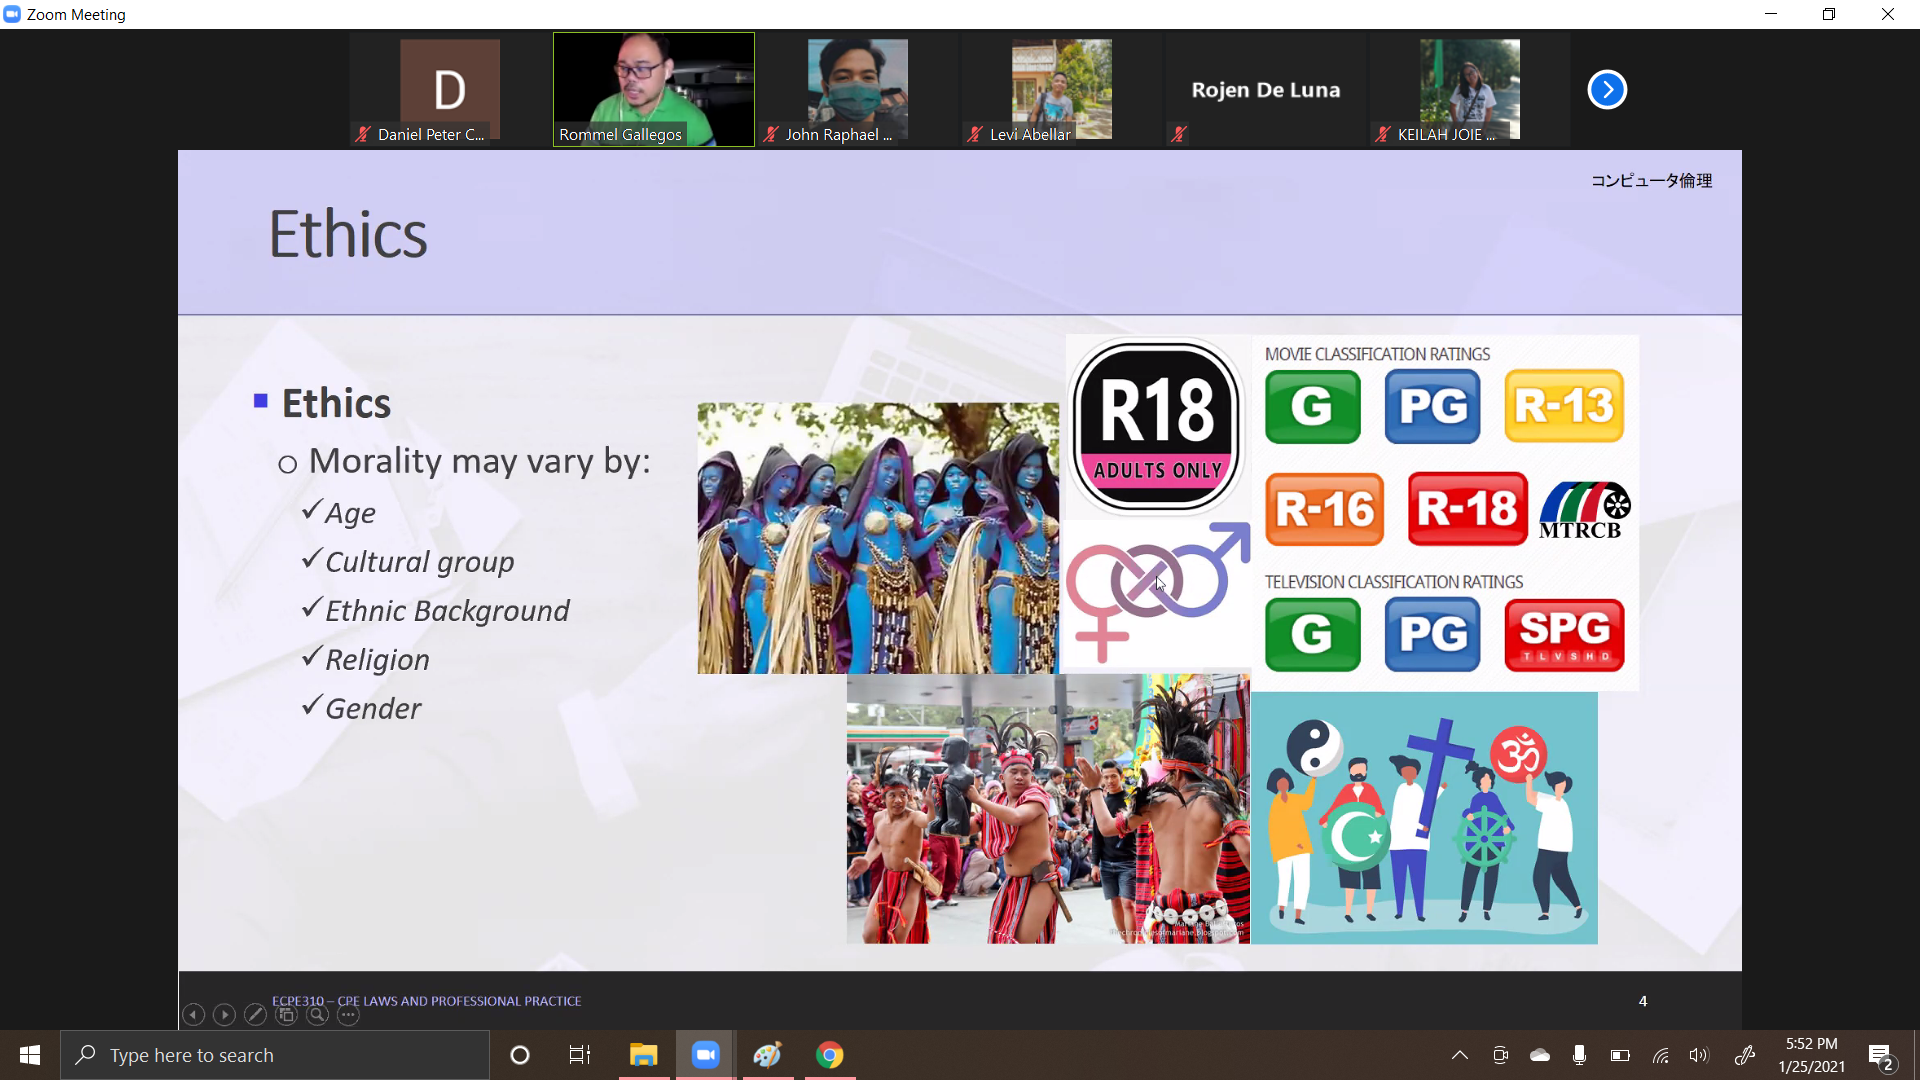 Zoom Meeting
D
Daniel Peter C...
Rommel Gallegos
John Raphael ...
Levi Abellar
Rojen De Luna
KEILAH JOIE ...
コンピュータ倫理
Ethics
Ethics
Morality may vary by:
Age
Cultural group
Ethnic Background
Religion
Gender
R18
ADULTS ONLY
MOVIE CLASSIFICATION RATINGS
G PG R-13
R-16 R-18 MTRCB
TELEVISION CLASSIFICATION RATINGS
G PG SPG
T L V S H D
ECPE310 – CPE LAWS AND PROFESSIONAL PRACTICE
4
Type here to search
5:52 PM
1/25/2021
2